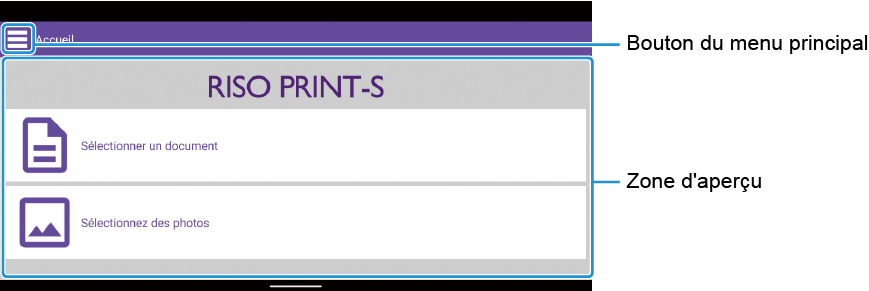 Accueil
Bouton du menu principal
RISO PRINT-S
Sélectionner un document
Zone d'aperçu
Sélectionnez des photos